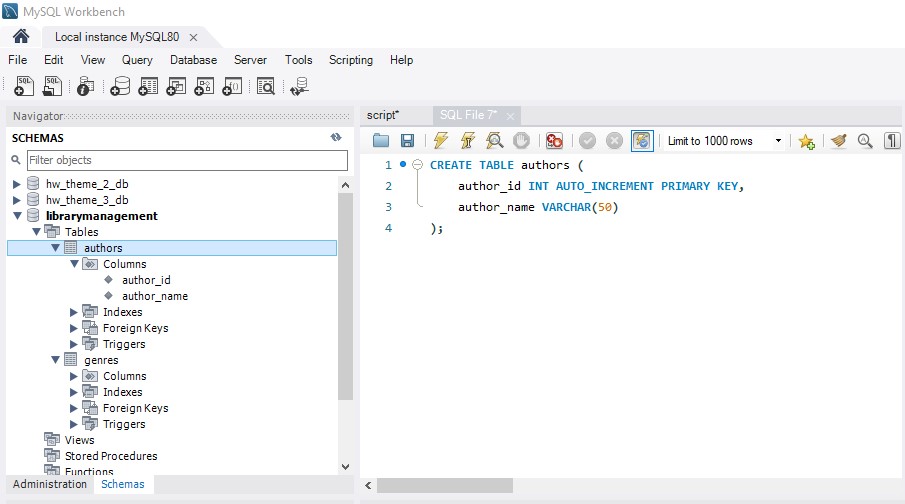 MySQL Workbench
Local instance MySQL80
File Edit View Query Database Server Tools Scripting Help
Navigator
SCHEMAS
Filter objects
hw_theme_2_db
hw_theme_3_db
librarymanagement
Tables
authors
Columns
author_id
author_name
Indexes
Foreign Keys
Triggers
genres
Columns
Indexes
Foreign Keys
Triggers
Views
Stored Procedures
Functions
Administration Schemas
script* SQL File 7*
Limit to 1000 rows
1 CREATE TABLE authors (
2 author_id INT AUTO_INCREMENT PRIMARY KEY,
3 author_name VARCHAR(50)
4 );